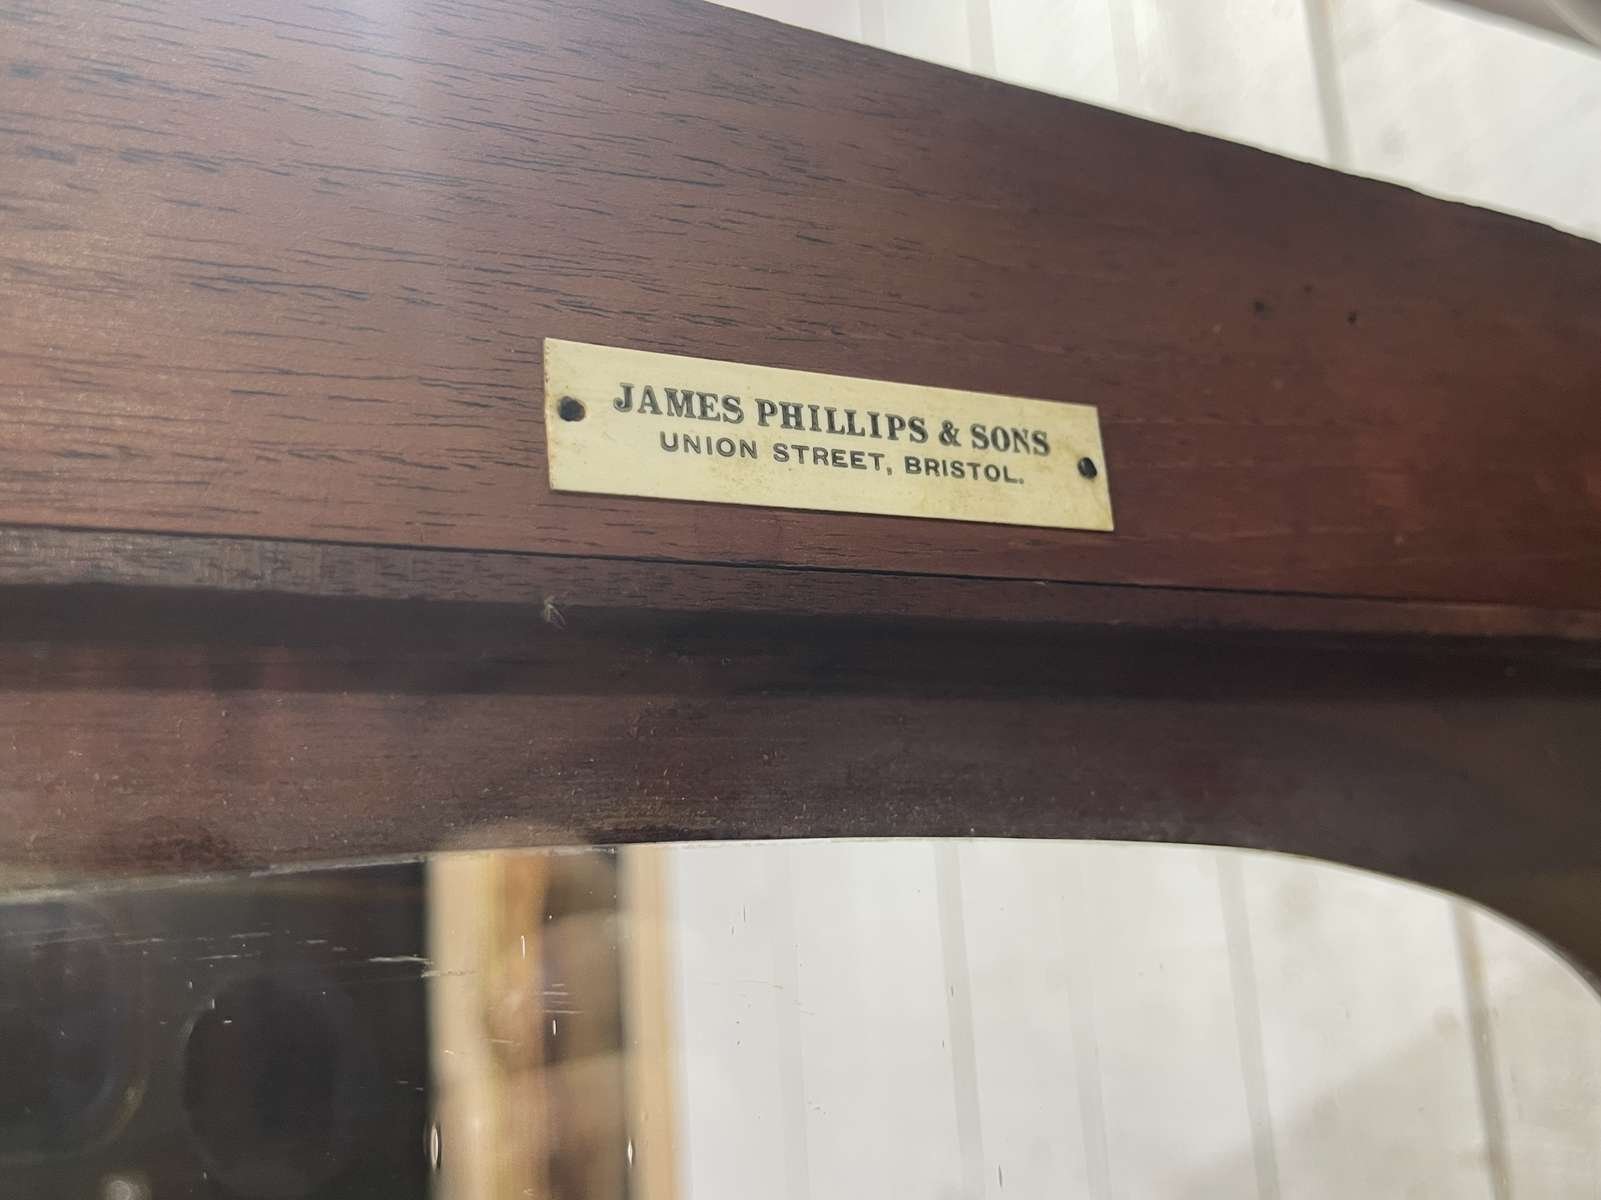 JAMES PHILLIPS & SONS
UNION STREET, BRISTOL.